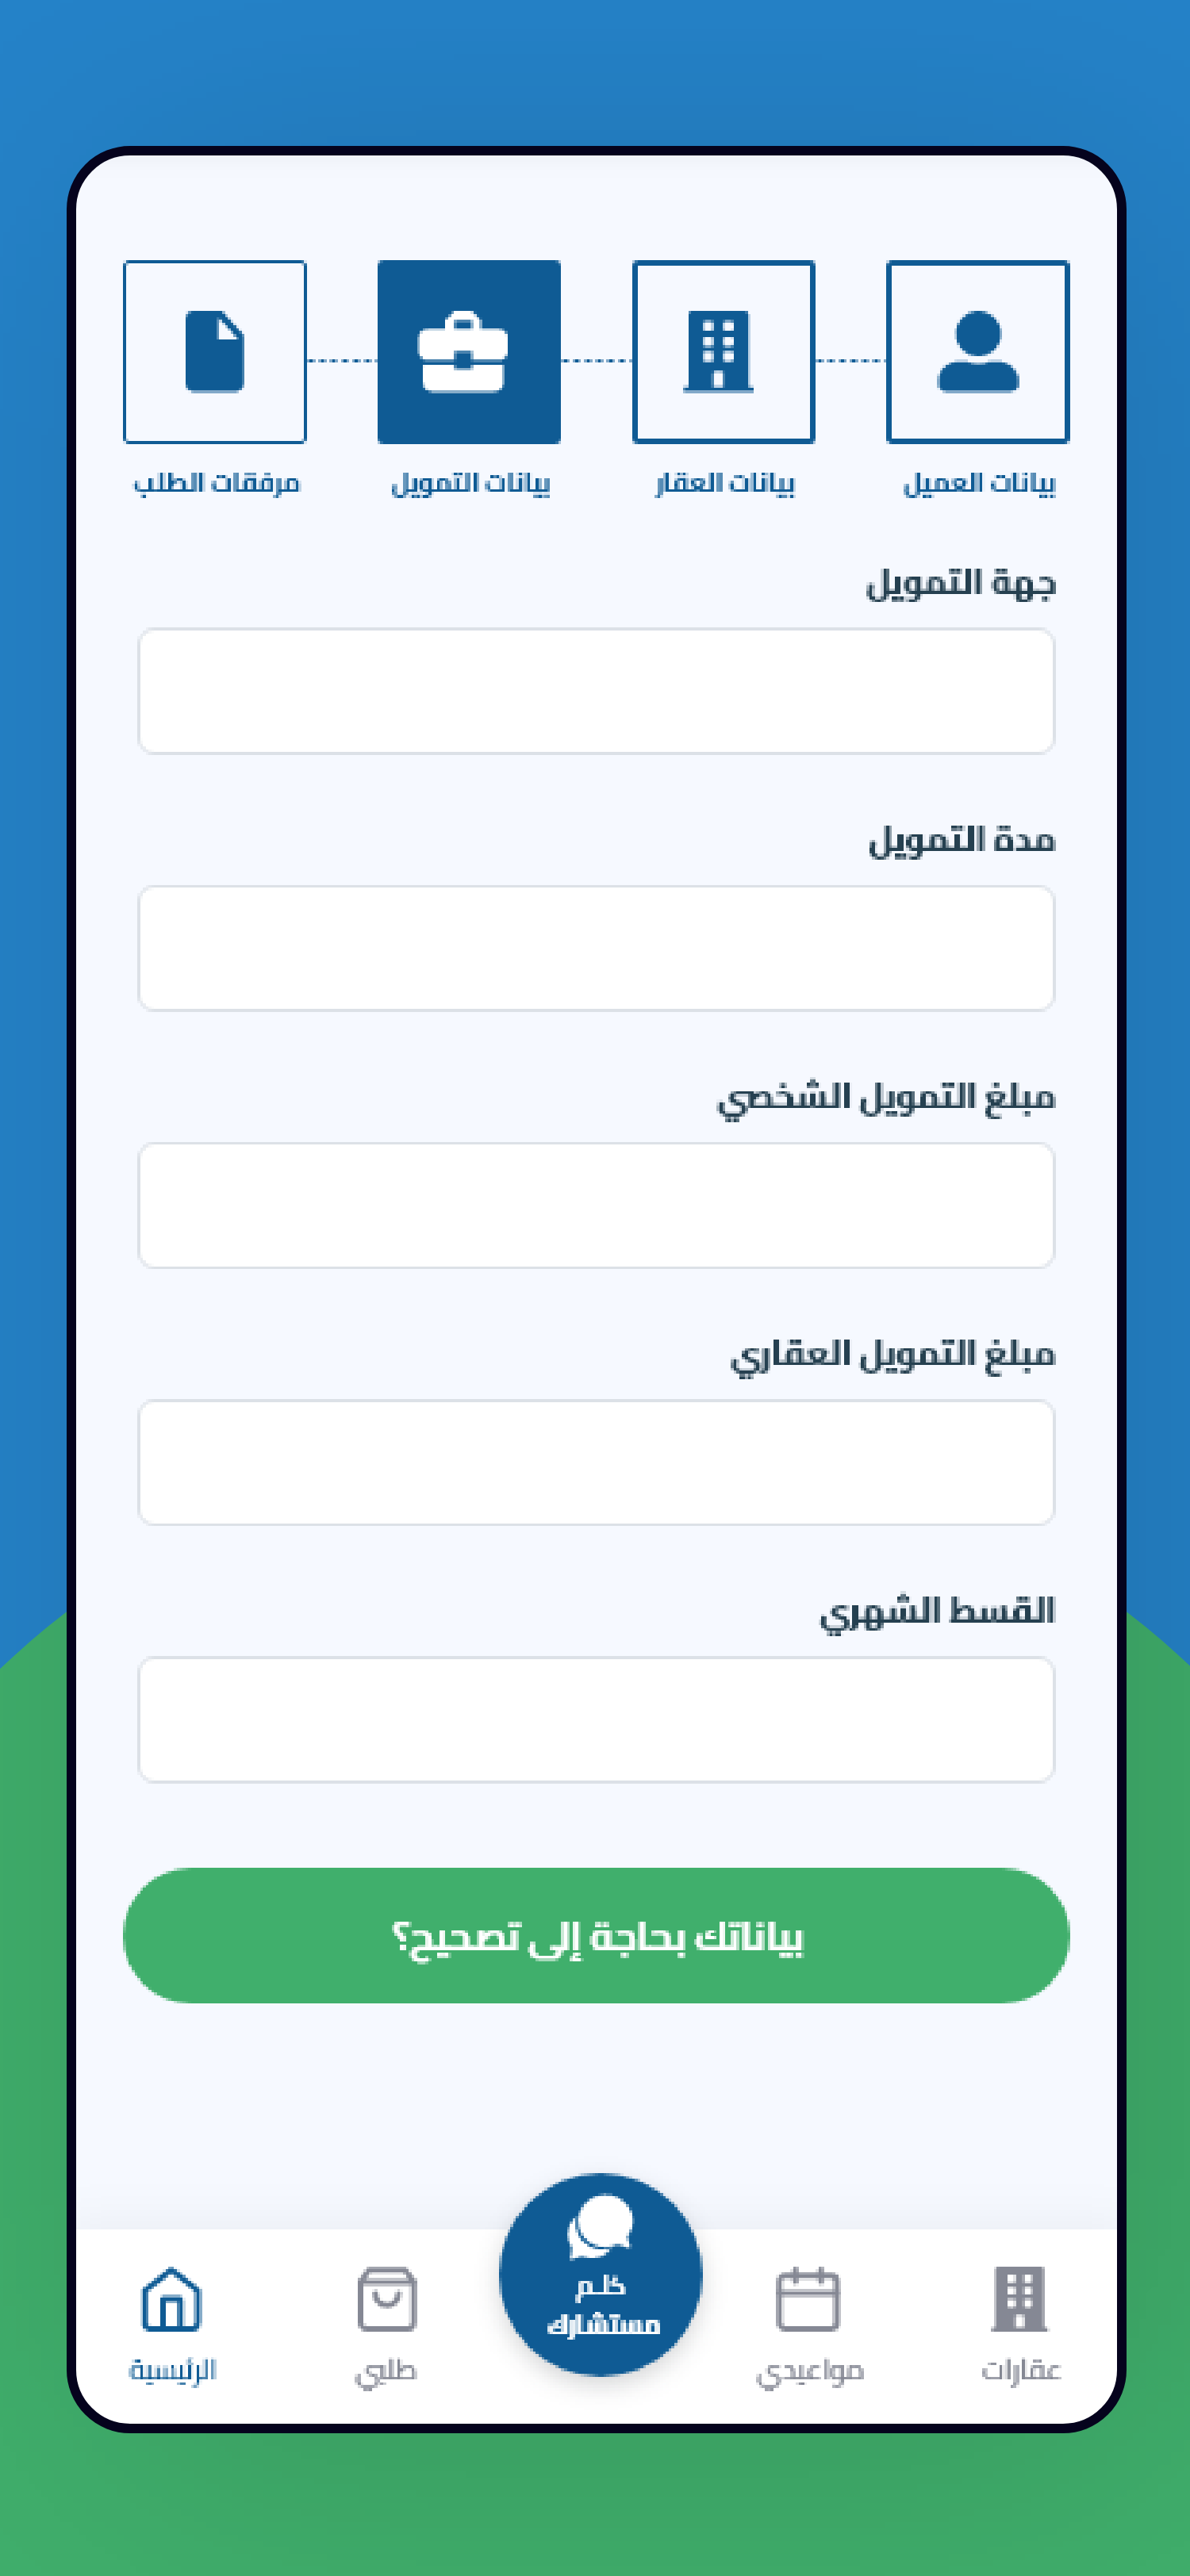 بيانات العميل
بيانات العقار
بيانات التمويل
مرفقات الطلب
جهة التمويل
مدة التمويل
مبلغ التمويل الشخصي
مبلغ التمويل العقاري
القسط الشهري
بياناتك بحاجة إلى تصحيح؟
عقارات
مواعيدي
كلـم
مستشارك
طلبي
الرئيسية